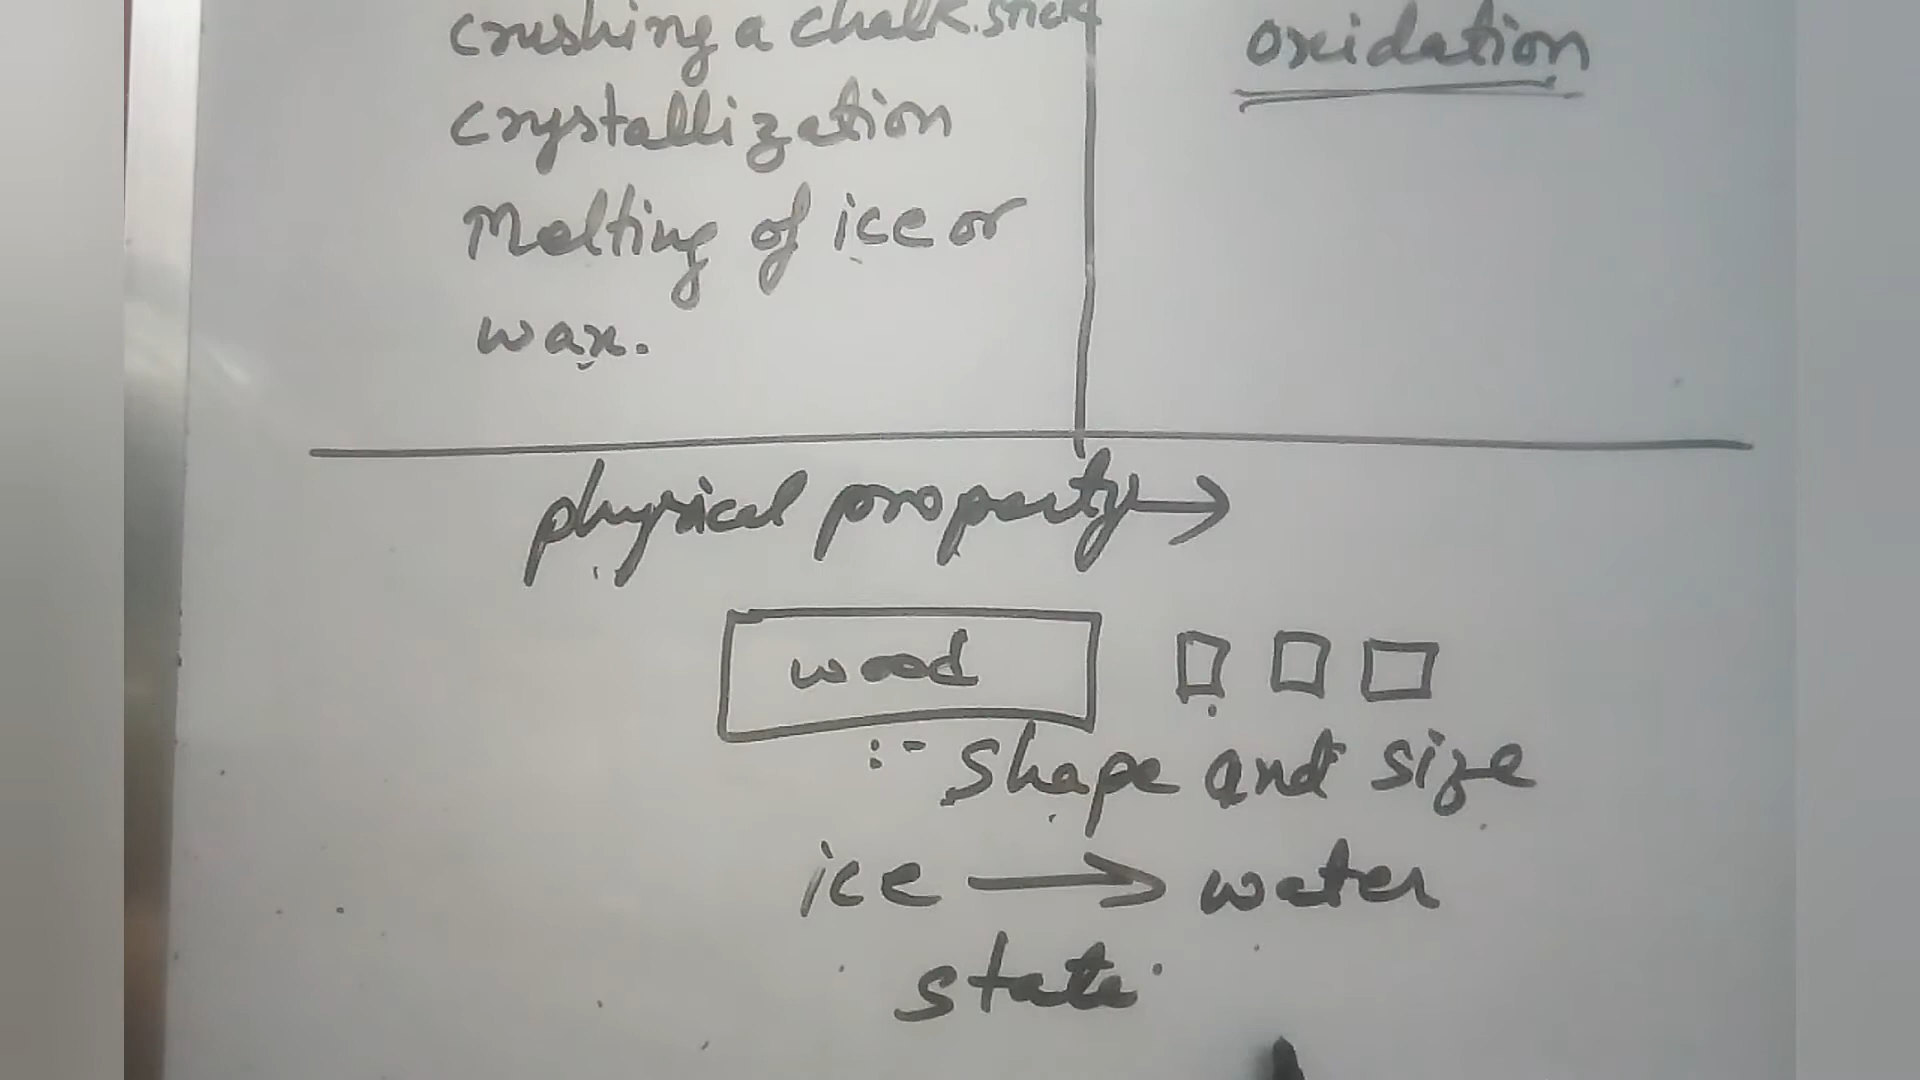 crushing a chalk.stick
crystallization
Melting of ice or
wax.
oxidation
physical property →
wood
:- shape and size
ice → water
state